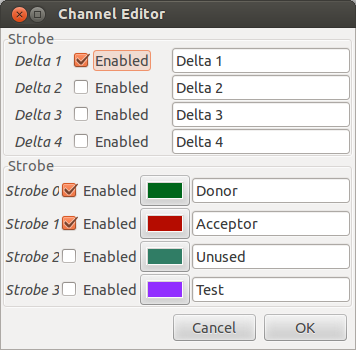 Channel Editor
Strobe
Delta 1 Enabled Delta 1
Delta 2 Enabled Delta 2
Delta 3 Enabled Delta 3
Delta 4 Enabled Delta 4
Strobe
Strobe 0 Enabled Donor
Strobe 1 Enabled Acceptor
Strobe 2 Enabled Unused
Strobe 3 Enabled Test
Cancel OK